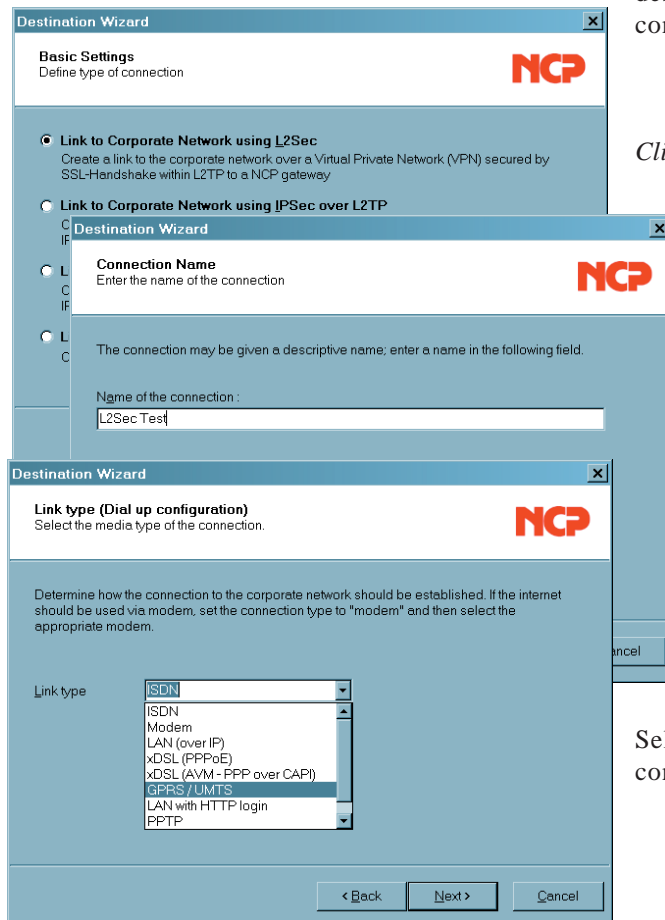 Destination Wizard
Basic Settings
Define type of connection
NCP
Link to Corporate Network using L2Sec
Create a link to the corporate network over a Virtual Private Network (VPN) secured by
SSL-Handshake within L2TP to a NCP gateway
Link to Corporate Network using IPSec over L2TP
Destination Wizard
Connection Name
Enter the name of the connection
NCP
The connection may be given a descriptive name; enter a name in the following field.
Name of the connection :
L2Sec Test
Destination Wizard
Link type (Dial up configuration)
Select the media type of the connection.
NCP
Determine how the connection to the corporate network should be established. If the internet
should be used via modem, set the connection type to "modem" and then select the
appropriate modem.
Link type
ISDN
ISDN
Modem
LAN (over IP)
xDSL (PPPoE)
xDSL (AVM - PPP over CAPI)
GPRS / UMTS
LAN with HTTP login
PPTP
< Back
Next >
Cancel